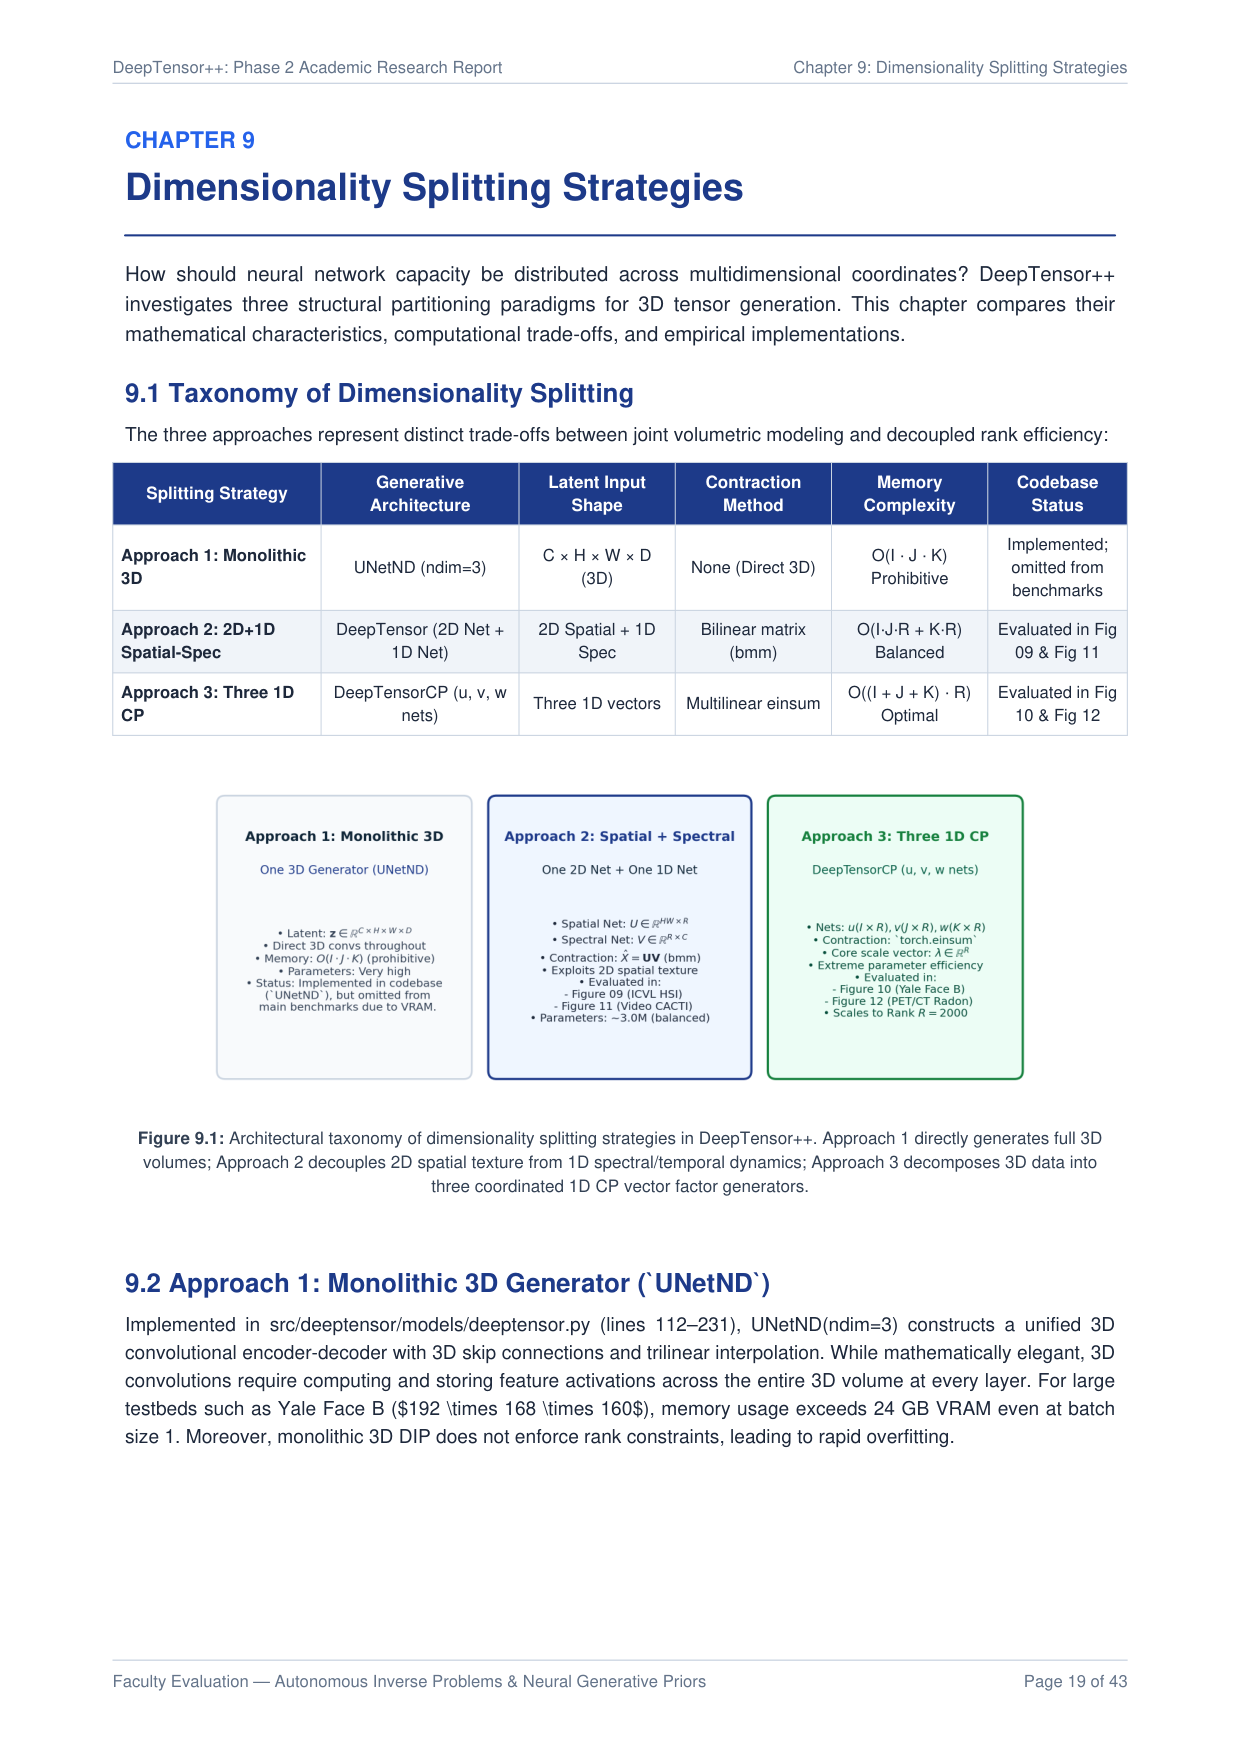 DeepTensor++: Phase 2 Academic Research Report
Chapter 9: Dimensionality Splitting Strategies
CHAPTER 9
Dimensionality Splitting Strategies
How should neural network capacity be distributed across multidimensional coordinates? DeepTensor++
investigates three structural partitioning paradigms for 3D tensor generation. This chapter compares their
mathematical characteristics, computational trade-offs, and empirical implementations.
9.1 Taxonomy of Dimensionality Splitting
The three approaches represent distinct trade-offs between joint volumetric modeling and decoupled rank efficiency:
Splitting Strategy
Generative
Architecture
Latent Input
Shape
Contraction
Method
Memory
Complexity
Codebase
Status
Approach 1: Monolithic
3D
UNetND (ndim=3)
C × H × W × D
(3D)
None (Direct 3D)
O(I · J · K)
Prohibitive
Implemented;
omitted from
benchmarks
Approach 2: 2D+1D
Spatial-Spec
DeepTensor (2D Net +
1D Net)
2D Spatial + 1D
Spec
Bilinear matrix
(bmm)
O(I·J·R + K·R)
Balanced
Evaluated in Fig
09 & Fig 11
Approach 3: Three 1D
CP
DeepTensorCP (u, v, w
nets)
Three 1D vectors
Multilinear einsum
O((I + J + K) · R)
Optimal
Evaluated in Fig
10 & Fig 12
Approach 1: Monolithic 3D
One 3D Generator (UNetND)
• Latent: z ∈ ℝ^{C × H × W × D}
• Direct 3D convs throughout
• Memory: O(I · J · K) (prohibitive)
• Parameters: Very high
• Status: Implemented in codebase
(`UNetND`), but omitted from
main benchmarks due to VRAM.
Approach 2: Spatial + Spectral
One 2D Net + One 1D Net
• Spatial Net: U ∈ ℝ^{HW × R}
• Spectral Net: V ∈ ℝ^{R × C}
• Contraction: X̂ = UV (bmm)
• Exploits 2D spatial texture
• Evaluated in:
- Figure 09 (ICVL HSI)
- Figure 11 (Video CACTI)
• Parameters: ~3.0M (balanced)
Approach 3: Three 1D CP
DeepTensorCP (u, v, w nets)
• Nets: u(I × R), v(J × R), w(K × R)
• Contraction: `torch.einsum`
• Core scale vector: λ ∈ ℝ^R
• Extreme parameter efficiency
• Evaluated in:
- Figure 10 (Yale Face B)
- Figure 12 (PET/CT Radon)
• Scales to Rank R = 2000
Figure 9.1: Architectural taxonomy of dimensionality splitting strategies in DeepTensor++. Approach 1 directly generates full 3D
volumes; Approach 2 decouples 2D spatial texture from 1D spectral/temporal dynamics; Approach 3 decomposes 3D data into
three coordinated 1D CP vector factor generators.
9.2 Approach 1: Monolithic 3D Generator (`UNetND`)
Implemented in src/deeptensor/models/deeptensor.py (lines 112–231), UNetND(ndim=3) constructs a unified 3D
convolutional encoder-decoder with 3D skip connections and trilinear interpolation. While mathematically elegant, 3D
convolutions require computing and storing feature activations across the entire 3D volume at every layer. For large
testbeds such as Yale Face B ($192 \times 168 \times 160$), memory usage exceeds 24 GB VRAM even at batch
size 1. Moreover, monolithic 3D DIP does not enforce rank constraints, leading to rapid overfitting.
Faculty Evaluation — Autonomous Inverse Problems & Neural Generative Priors
Page 19 of 43